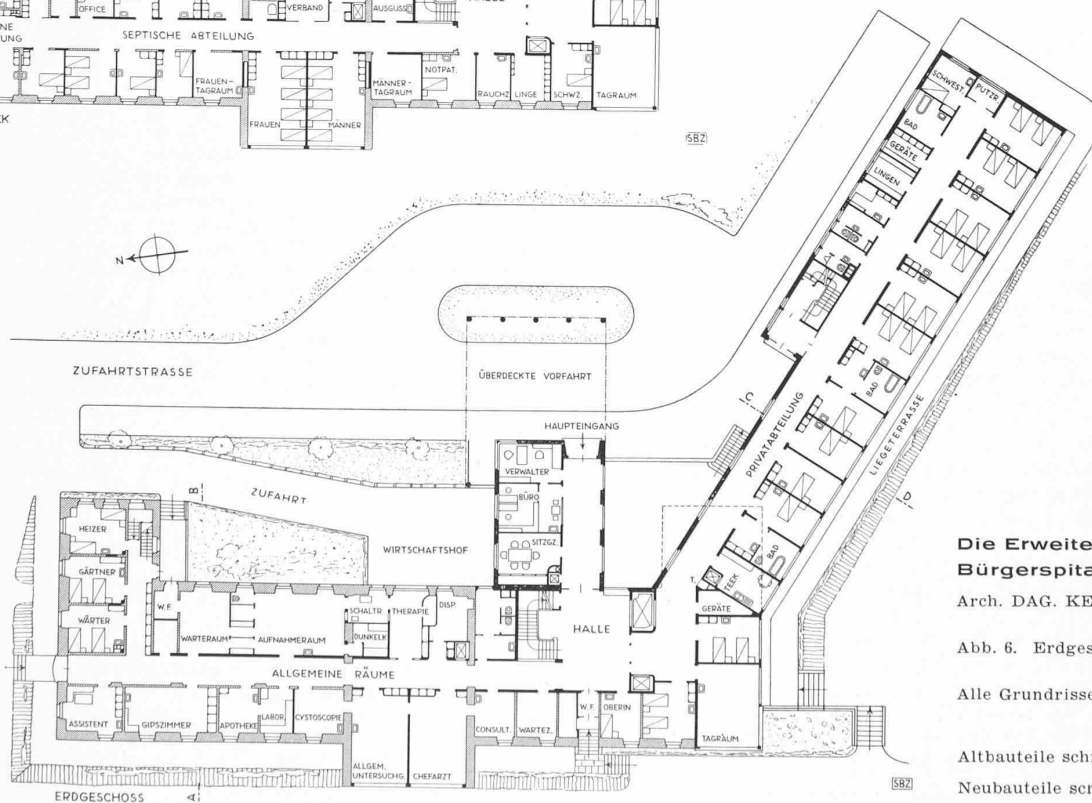 OFFICE
VERBAND
AUSGUSS
SEPTISCHE ABTEILUNG
FRAUEN-
TAGRAUM
MÄNNER-
TAGRAUM
NOTPAT.
RAUCHZ.
LINGE
SCHWZ.
TAGRAUM
FRAUEN
MÄNNER
SBZ
N
SCHWEST.
PUTZR.
BAD
GERÄTE
LINGEN
ZUFAHRTSTRASSE
ÜBERDECKTE VORFAHRT
HAUPTEINGANG
C
PRIVATABTEILUNG
BAD
LIEGETERRASSE
D
VERWALTER
BÜRO
SITZGZ.
B
ZUFAHRT
WIRTSCHAFTSHOF
HEIZER
GÄRTNER
WÄRTER
W.F.
WARTERAUM
AUFNAHMERAUM
SCHALTR.
DUNKELK.
THERAPIE
DISP.
HALLE
T.
TEEK.
BAD
GERÄTE
ALLGEMEINE RÄUME
ASSISTENT
GIPSZIMMER
APOTHEKE
LABOR.
CYSTOSCOPIE
CONSULT.
WARTEZ.
W.F.
OBERIN
TAGRAUM
ALLGEM.
UNTERSUCHG.
CHEFARZT
ERDGESCHOSS
A
SBZ
Die Erweite
Bürgerspita
Arch. DAG. KE
Abb. 6. Erdges
Alle Grundrisse
Altbauteile sch
Neubauteile sc